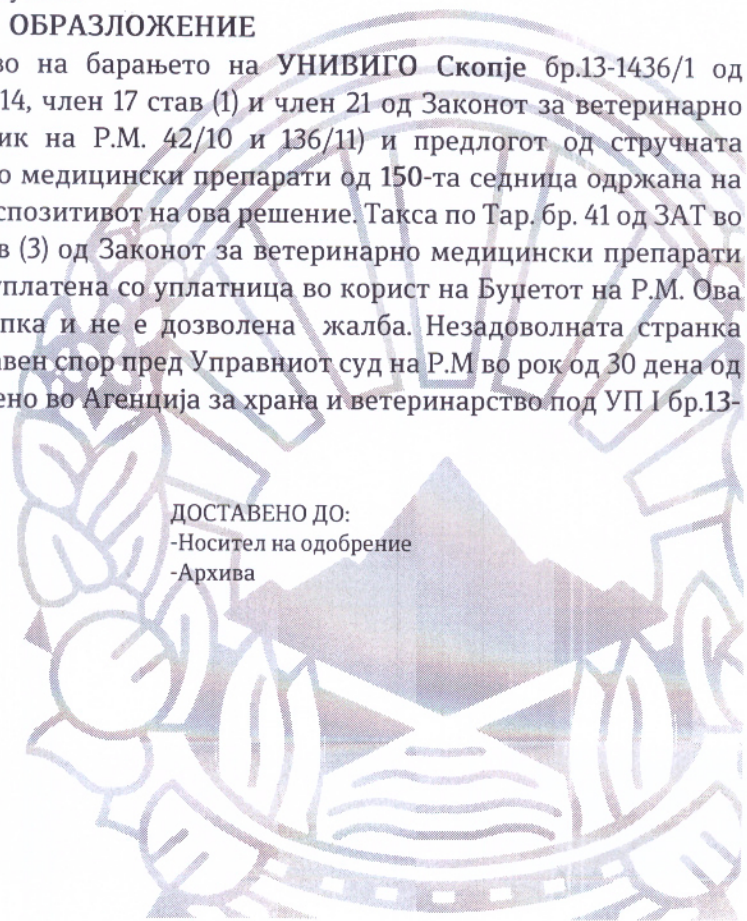 ОБРАЗЛОЖЕНИЕ
во на барањето на УНИВИГО Скопје бр.13-1436/1 од
14, член 17 став (1) и член 21 од Законот за ветеринарно
ик на Р.М. 42/10 и 136/11) и предлогот од стручната
о медицински препарати од 150-та седница одржана на
спозитивот на ова решение. Такса по Тар. бр. 41 од ЗАТ во
в (3) од Законот за ветеринарно медицински препарати
уплатена со уплатница во корист на Буџетот на Р.М. Ова
пка и не е дозволена жалба. Незадоволната странка
авен спор пред Управниот суд на Р.М во рок од 30 дена од
ено во Агенција за храна и ветеринарство под УП I бр.13-
ДОСТАВЕНО ДО:
-Носител на одобрение
-Архива